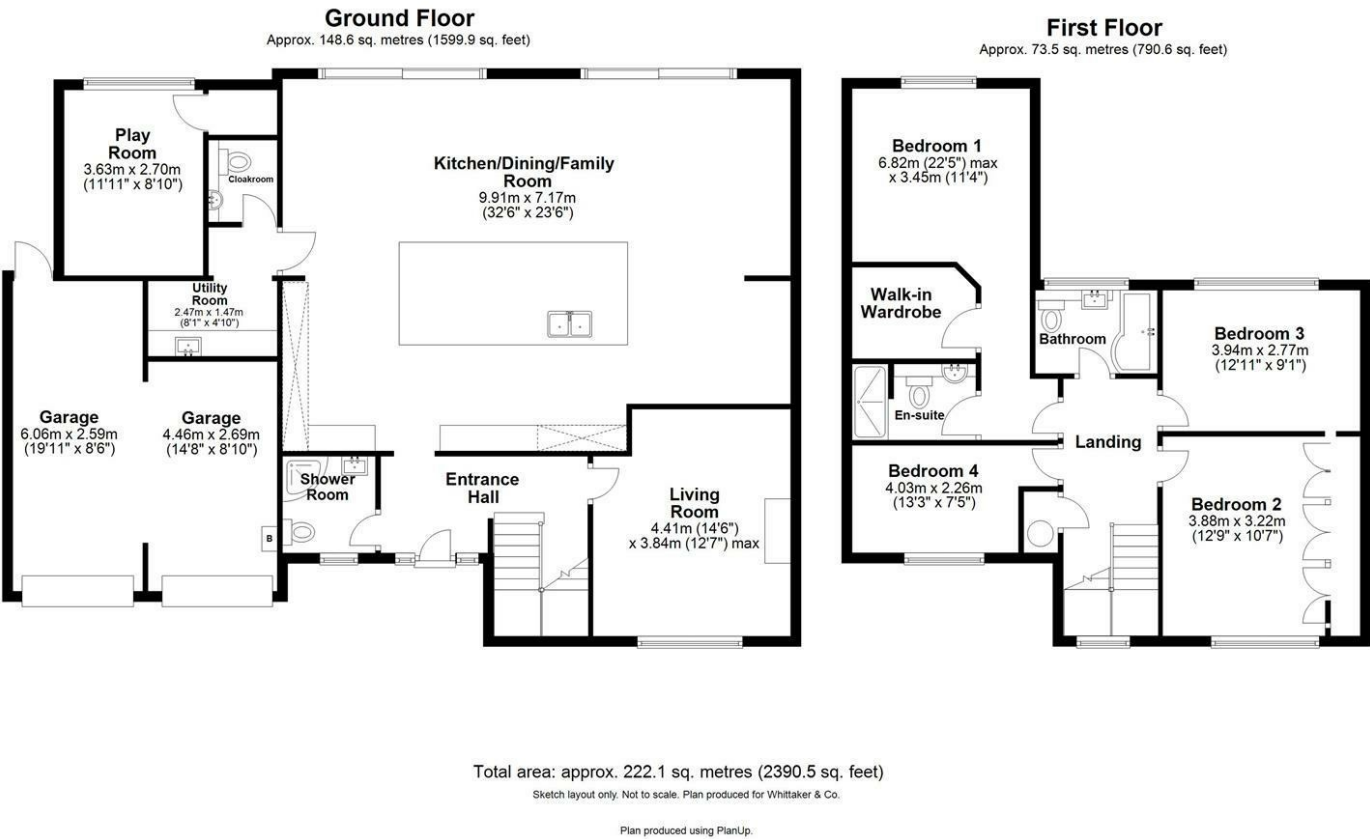 Ground Floor
Approx. 148.6 sq. metres (1599.9 sq. feet)
Play
Room
3.63m x 2.70m
(11'11" x 8'10")
Cloakroom
Kitchen/Dining/Family
Room
9.91m x 7.17m
(32'6" x 23'6")
Utility
Room
2.47m x 1.47m
(8'1" x 4'10")
Garage
6.06m x 2.59m
(19'11" x 8'6")
Garage
4.46m x 2.69m
(14'8" x 8'10")
B
Shower
Room
Entrance
Hall
Living
Room
4.41m (14'6")
x 3.84m (12'7") max
First Floor
Approx. 73.5 sq. metres (790.6 sq. feet)
Bedroom 1
6.82m (22'5") max
x 3.45m (11'4")
Walk-in
Wardrobe
Bathroom
Bedroom 3
3.94m x 2.77m
(12'11" x 9'1")
En-suite
Landing
Bedroom 4
4.03m x 2.26m
(13'3" x 7'5")
Bedroom 2
3.88m x 3.22m
(12'9" x 10'7")
Total area: approx. 222.1 sq. metres (2390.5 sq. feet)
Sketch layout only. Not to scale. Plan produced for Whittaker & Co.
Plan produced using PlanUp.